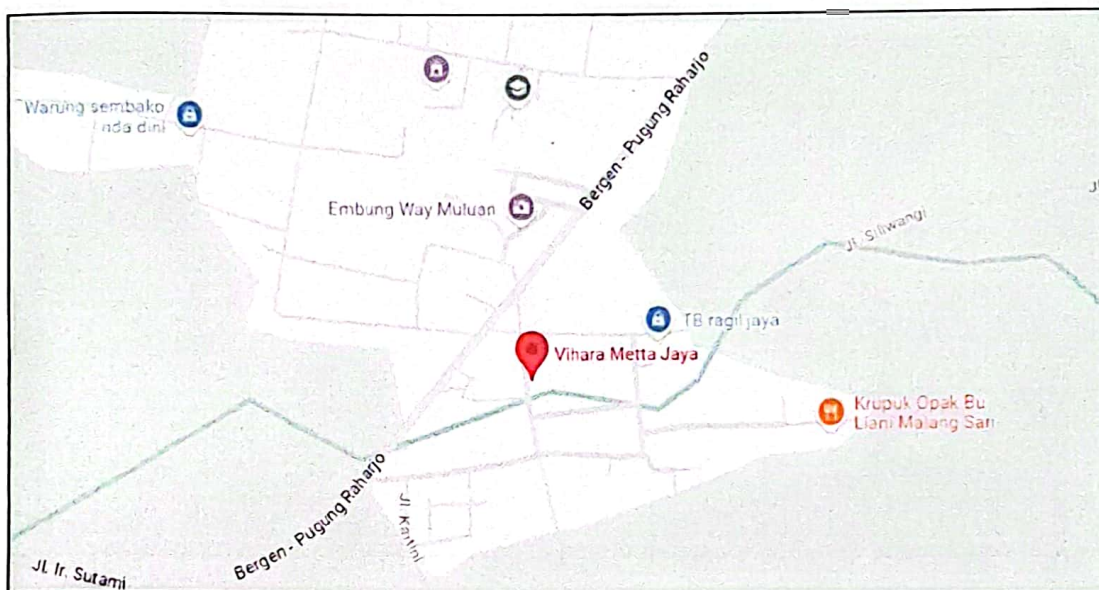 Warung sembako
nda dini
Bergen - Pugung Raharjo
Embung Way Muluan
Jl. Siliwangi
TB ragil jaya
Vihara Metta Jaya
Krupuk Opak Bu
Liani Malang Sari
Bergen - Pugung Raharjo
Jl. Kartini
Jl. Ir. Sutami